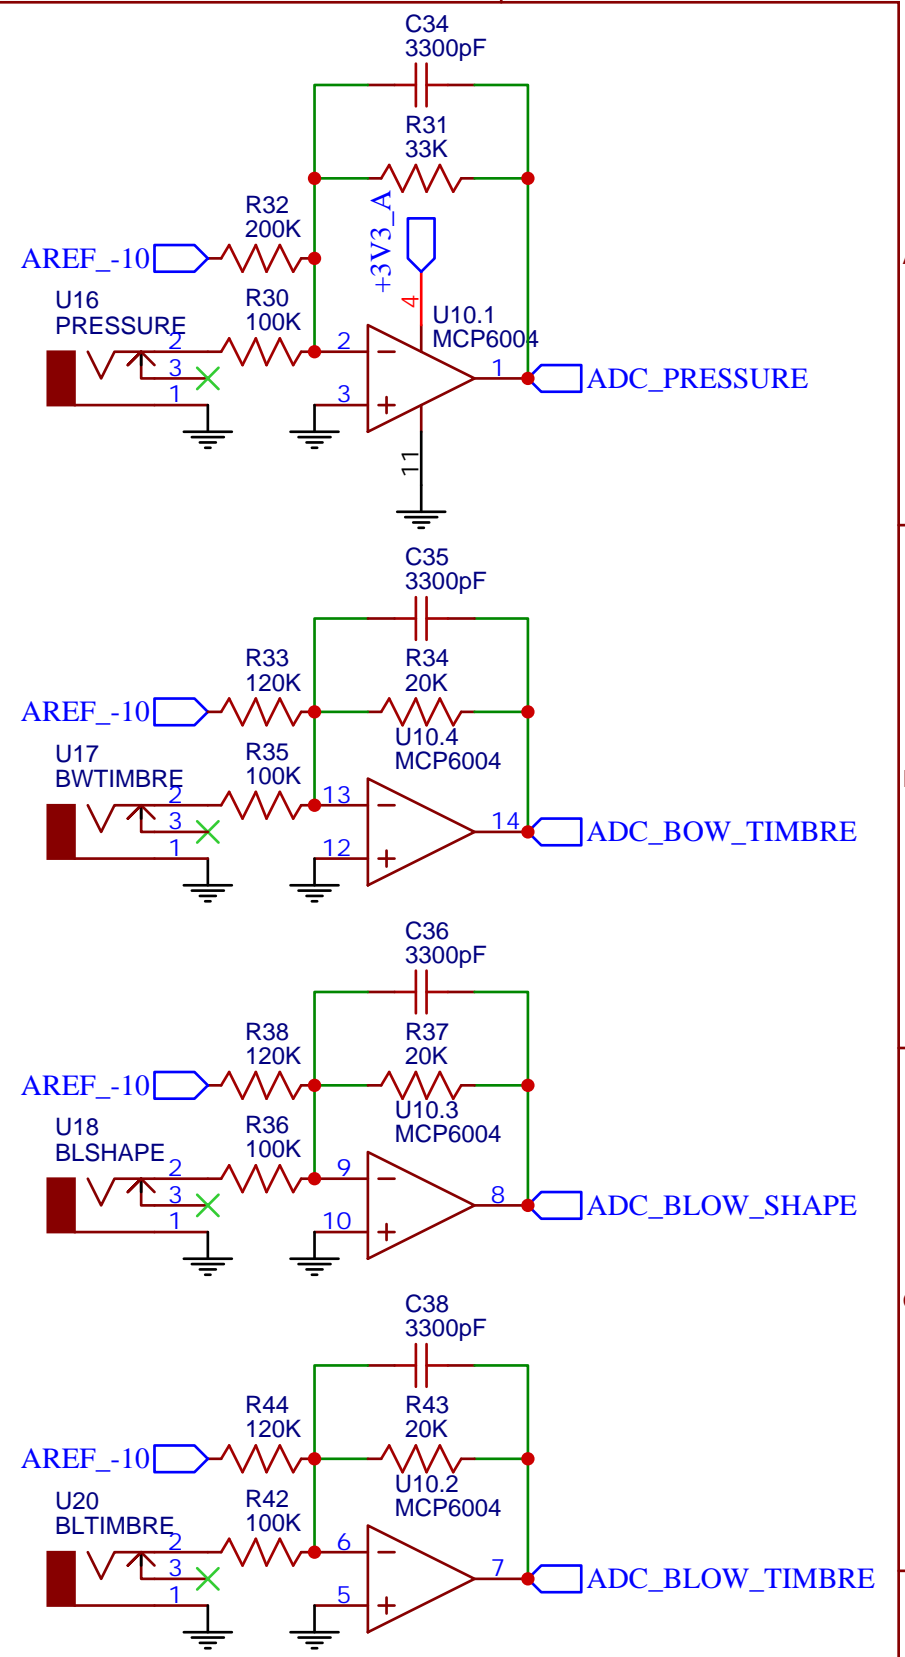 C34
3300pF
R31
33K
+3V3_A
R32
200K
AREF_-10
4
U16
PRESSURE
R30
100K
U10.1
MCP6004
2
3
1
2
3
1
ADC_PRESSURE
11
C35
3300pF
R33
120K
R34
20K
AREF_-10
U10.4
MCP6004
U17
BWTIMBRE
R35
100K
2
3
1
13
12
14
ADC_BOW_TIMBRE
C36
3300pF
R38
120K
R37
20K
AREF_-10
U10.3
MCP6004
U18
BLSHAPE
R36
100K
2
3
1
9
10
8
ADC_BLOW_SHAPE
C38
3300pF
R44
120K
R43
20K
AREF_-10
U10.2
MCP6004
U20
BLTIMBRE
R42
100K
2
3
1
6
5
7
ADC_BLOW_TIMBRE